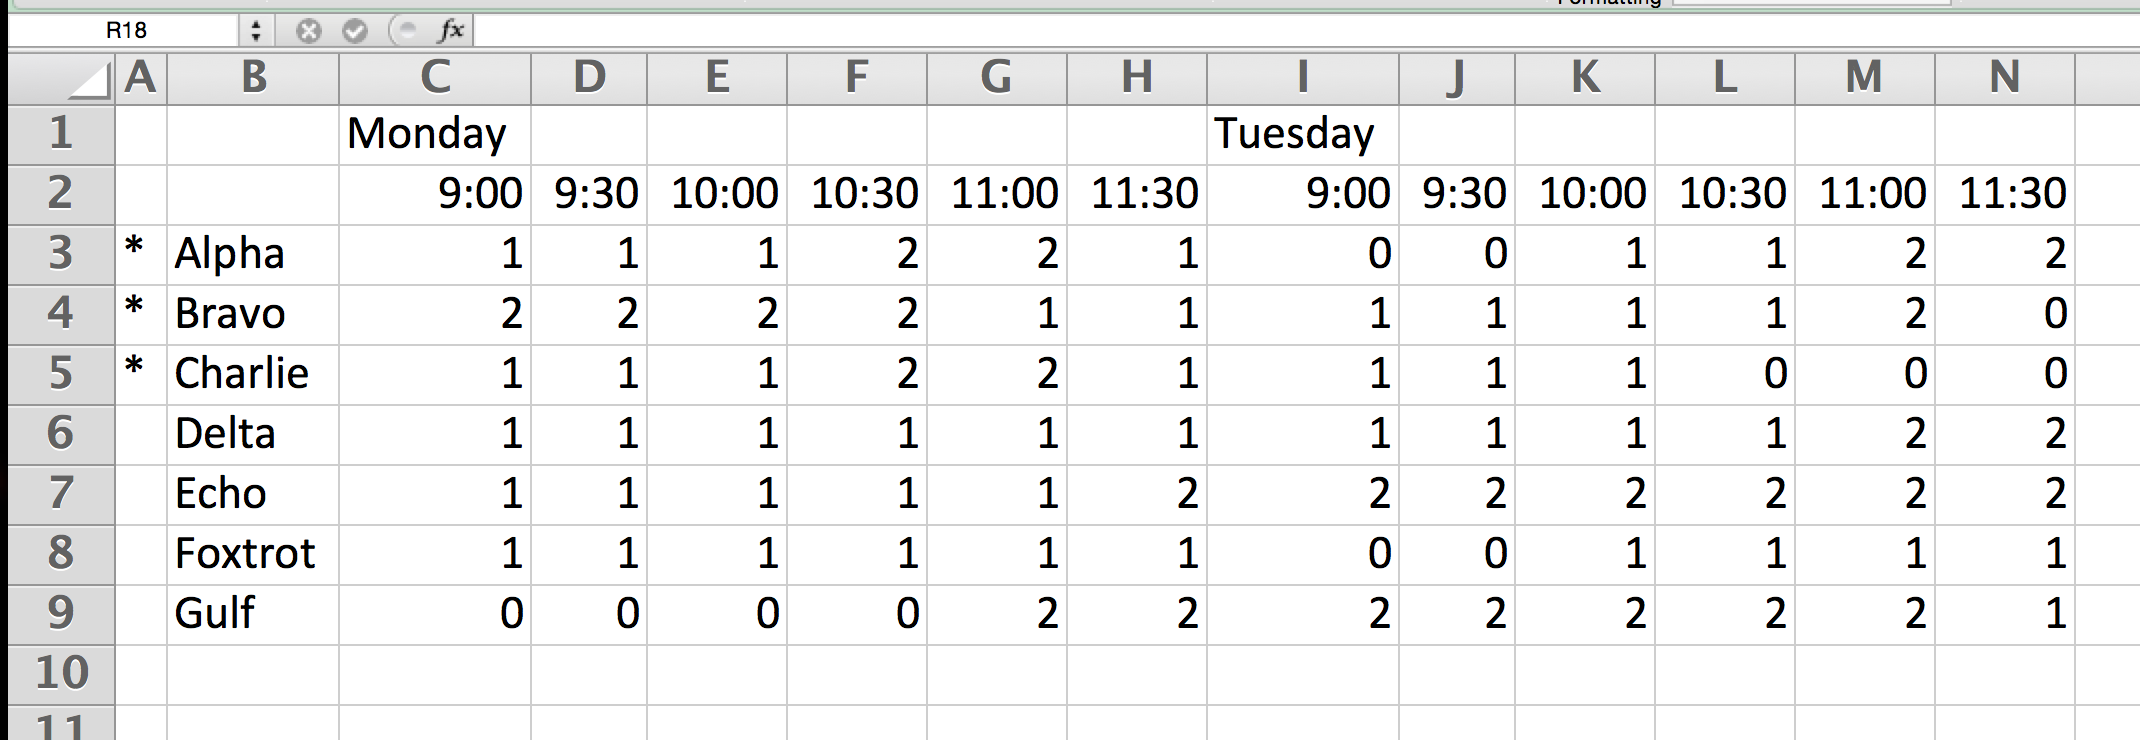 Formatting
R18 fx
A B C D E F G H I J K L M N
1 Monday Tuesday
2 9:00 9:30 10:00 10:30 11:00 11:30 9:00 9:30 10:00 10:30 11:00 11:30
3 * Alpha 1 1 1 2 2 1 0 0 1 1 2 2
4 * Bravo 2 2 2 2 1 1 1 1 1 1 2 0
5 * Charlie 1 1 1 2 2 1 1 1 1 0 0 0
6 Delta 1 1 1 1 1 1 1 1 1 1 2 2
7 Echo 1 1 1 1 1 2 2 2 2 2 2 2
8 Foxtrot 1 1 1 1 1 1 0 0 1 1 1 1
9 Gulf 0 0 0 0 2 2 2 2 2 2 2 1
10
11